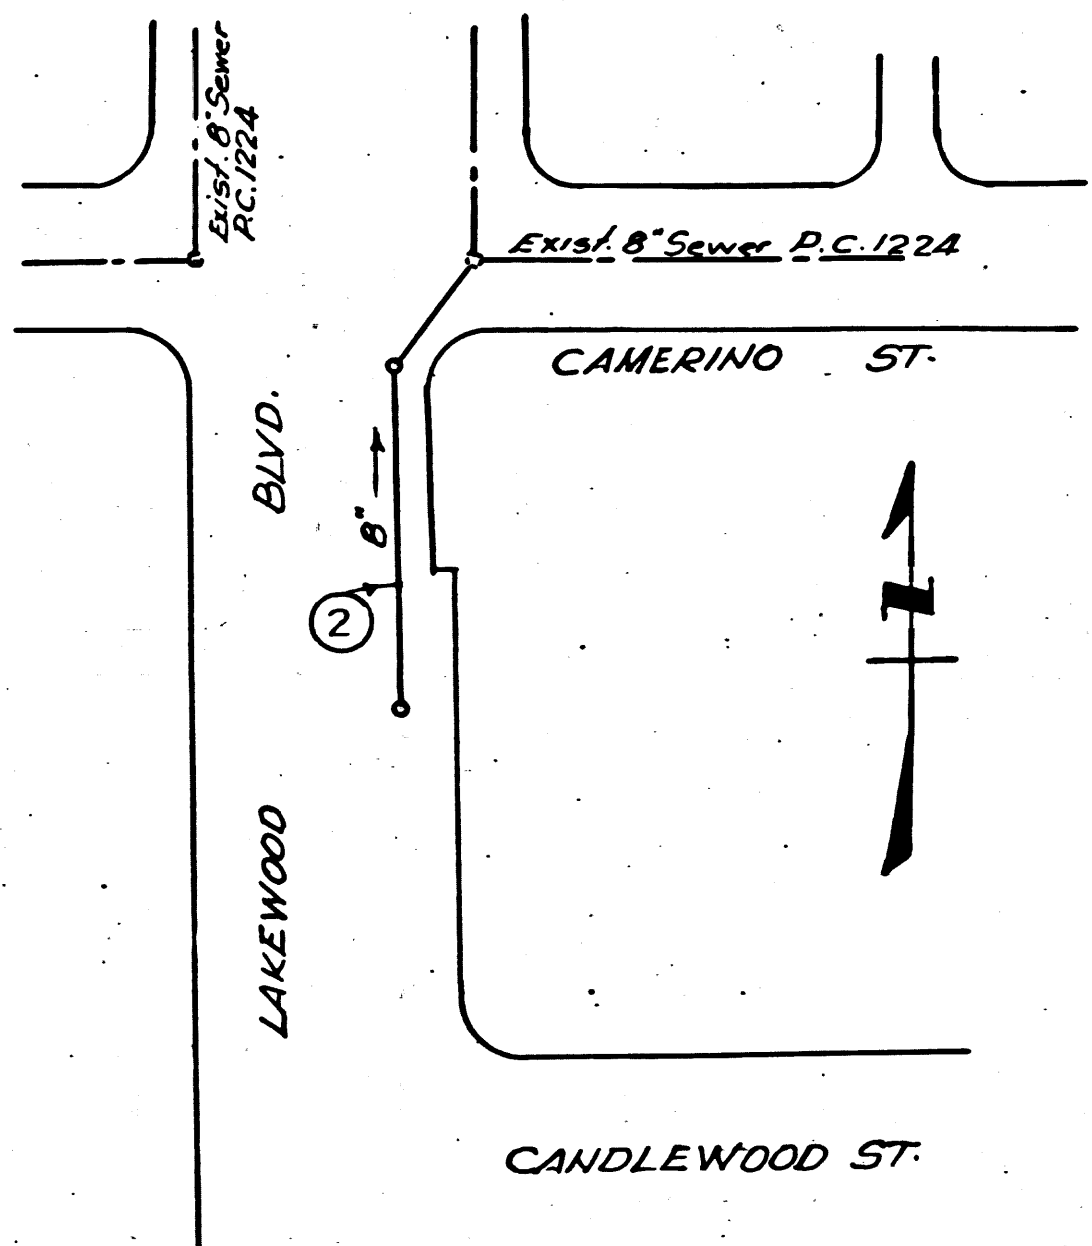 Exist. 8" Sewer
P.C. 1224
Exist. 8" Sewer P.C. 1224
CAMERINO ST.
BLVD.
8"
2
N
LAKEWOOD
CANDLEWOOD ST.